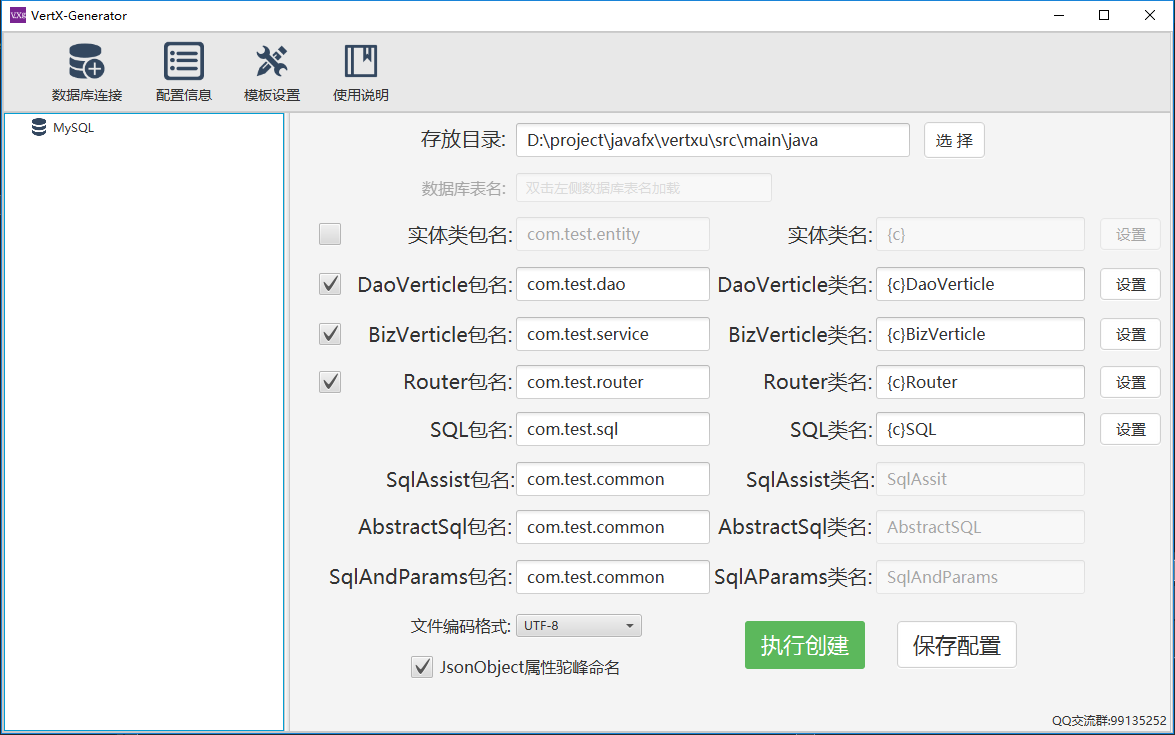 VXg VertX-Generator
数据库连接 配置信息 模板设置 使用说明
MySQL
存放目录: D:\project\javafx\vertxu\src\main\java 选 择
数据库表名: 双击左侧数据库表名加载
实体类包名: com.test.entity 实体类名: {c} 设置
DaoVerticle包名: com.test.dao DaoVerticle类名: {c}DaoVerticle 设置
BizVerticle包名: com.test.service BizVerticle类名: {c}BizVerticle 设置
Router包名: com.test.router Router类名: {c}Router 设置
SQL包名: com.test.sql SQL类名: {c}SQL 设置
SqlAssist包名: com.test.common SqlAssist类名: SqlAssit
AbstractSql包名: com.test.common AbstractSql类名: AbstractSQL
SqlAndParams包名: com.test.common SqlAParams类名: SqlAndParams
文件编码格式: UTF-8 执行创建 保存配置
JsonObject属性驼峰命名
QQ交流群:99135252